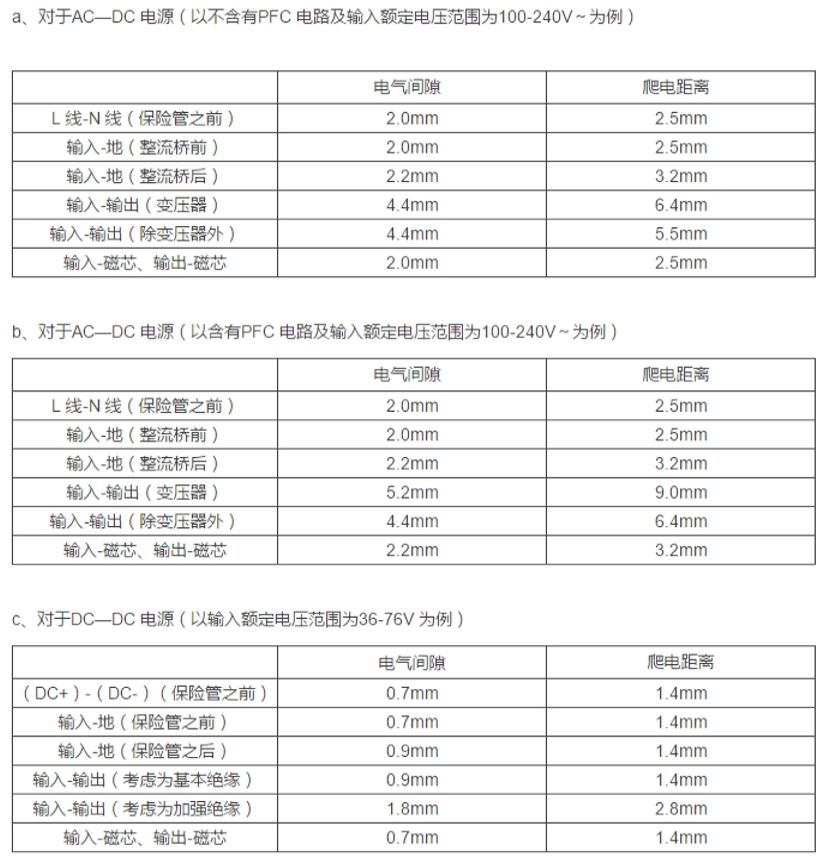 a、对于AC—DC 电源（以不含有PFC 电路及输入额定电压范围为100-240V～为例）
电气间隙 爬电距离
L 线-N 线（保险管之前） 2.0mm 2.5mm
输入-地（整流桥前） 2.0mm 2.5mm
输入-地（整流桥后） 2.2mm 3.2mm
输入-输出（变压器） 4.4mm 6.4mm
输入-输出（除变压器外） 4.4mm 5.5mm
输入-磁芯、输出-磁芯 2.0mm 2.5mm
b、对于AC—DC 电源（以含有PFC 电路及输入额定电压范围为100-240V～为例）
电气间隙 爬电距离
L 线-N 线（保险管之前） 2.0mm 2.5mm
输入-地（整流桥前） 2.0mm 2.5mm
输入-地（整流桥后） 2.2mm 3.2mm
输入-输出（变压器） 5.2mm 9.0mm
输入-输出（除变压器外） 4.4mm 6.4mm
输入-磁芯、输出-磁芯 2.2mm 3.2mm
c、对于DC—DC 电源（以输入额定电压范围为36-76V 为例）
电气间隙 爬电距离
（DC+）-（DC-）（保险管之前） 0.7mm 1.4mm
输入-地（保险管之前） 0.7mm 1.4mm
输入-地（保险管之后） 0.9mm 1.4mm
输入-输出（考虑为基本绝缘） 0.9mm 1.4mm
输入-输出（考虑为加强绝缘） 1.8mm 2.8mm
输入-磁芯、输出-磁芯 0.7mm 1.4mm